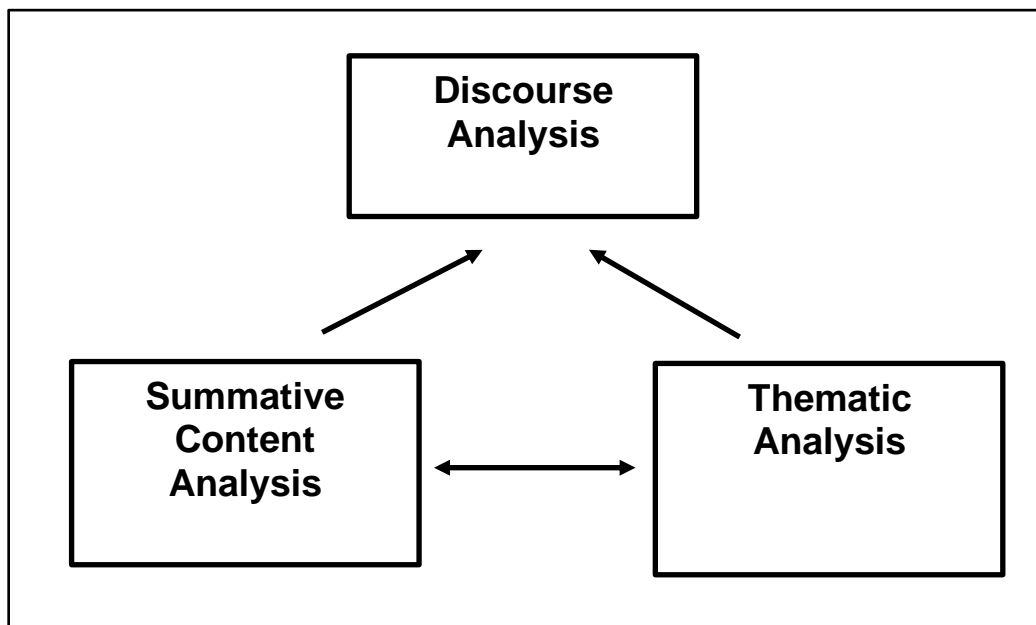 Discourse
Analysis
Summative
Content
Analysis
Thematic
Analysis